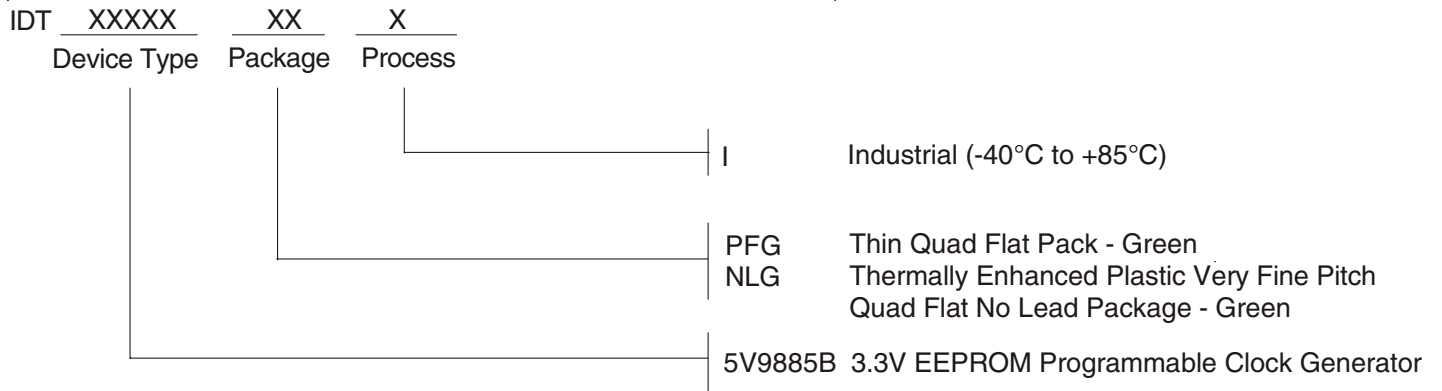 IDT XXXXX XX X
Device Type Package Process
I Industrial (-40°C to +85°C)
PFG Thin Quad Flat Pack - Green
NLG Thermally Enhanced Plastic Very Fine Pitch
Quad Flat No Lead Package - Green
5V9885B 3.3V EEPROM Programmable Clock Generator